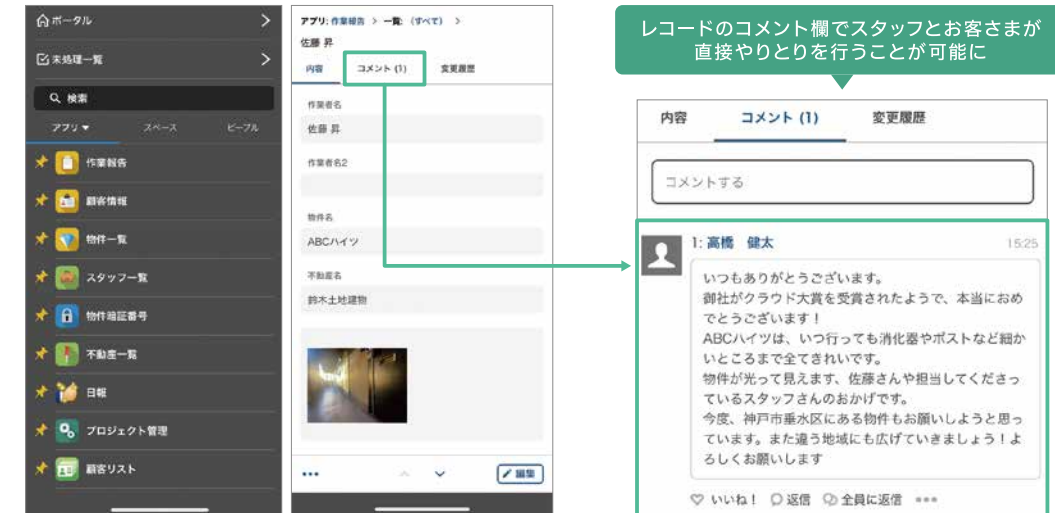 ポータル
未処理一覧
検索
アプリ▼ スペース ピープル
作業報告
顧客情報
物件一覧
スタッフ一覧
物件暗証番号
不動産一覧
日報
プロジェクト管理
顧客リスト
アプリ: 作業報告 > 一覧: (すべて) >
佐藤 昇
内容 コメント (1) 変更履歴
作業者名
佐藤 昇
作業者名2
物件名
ABCハイツ
不動産名
鈴木土地建物
編集
レコードのコメント欄でスタッフとお客さまが
直接やりとりを行うことが可能に
内容 コメント (1) 変更履歴
コメントする
1: 高橋 健太 15:25
いつもありがとうございます。
御社がクラウド大賞を受賞されたようで、本当におめ
でとうございます！
ABCハイツは、いつ行っても消化器やポストなど細か
いところまで全てきれいです。
物件が光って見えます、佐藤さんや担当してくださっ
ているスタッフさんのおかげです。
今度、神戸市垂水区にある物件もお願いしようと思っ
ています。また違う地域にも広げていきましょう！よ
ろしくお願いします
いいね！ 返信 全員に返信